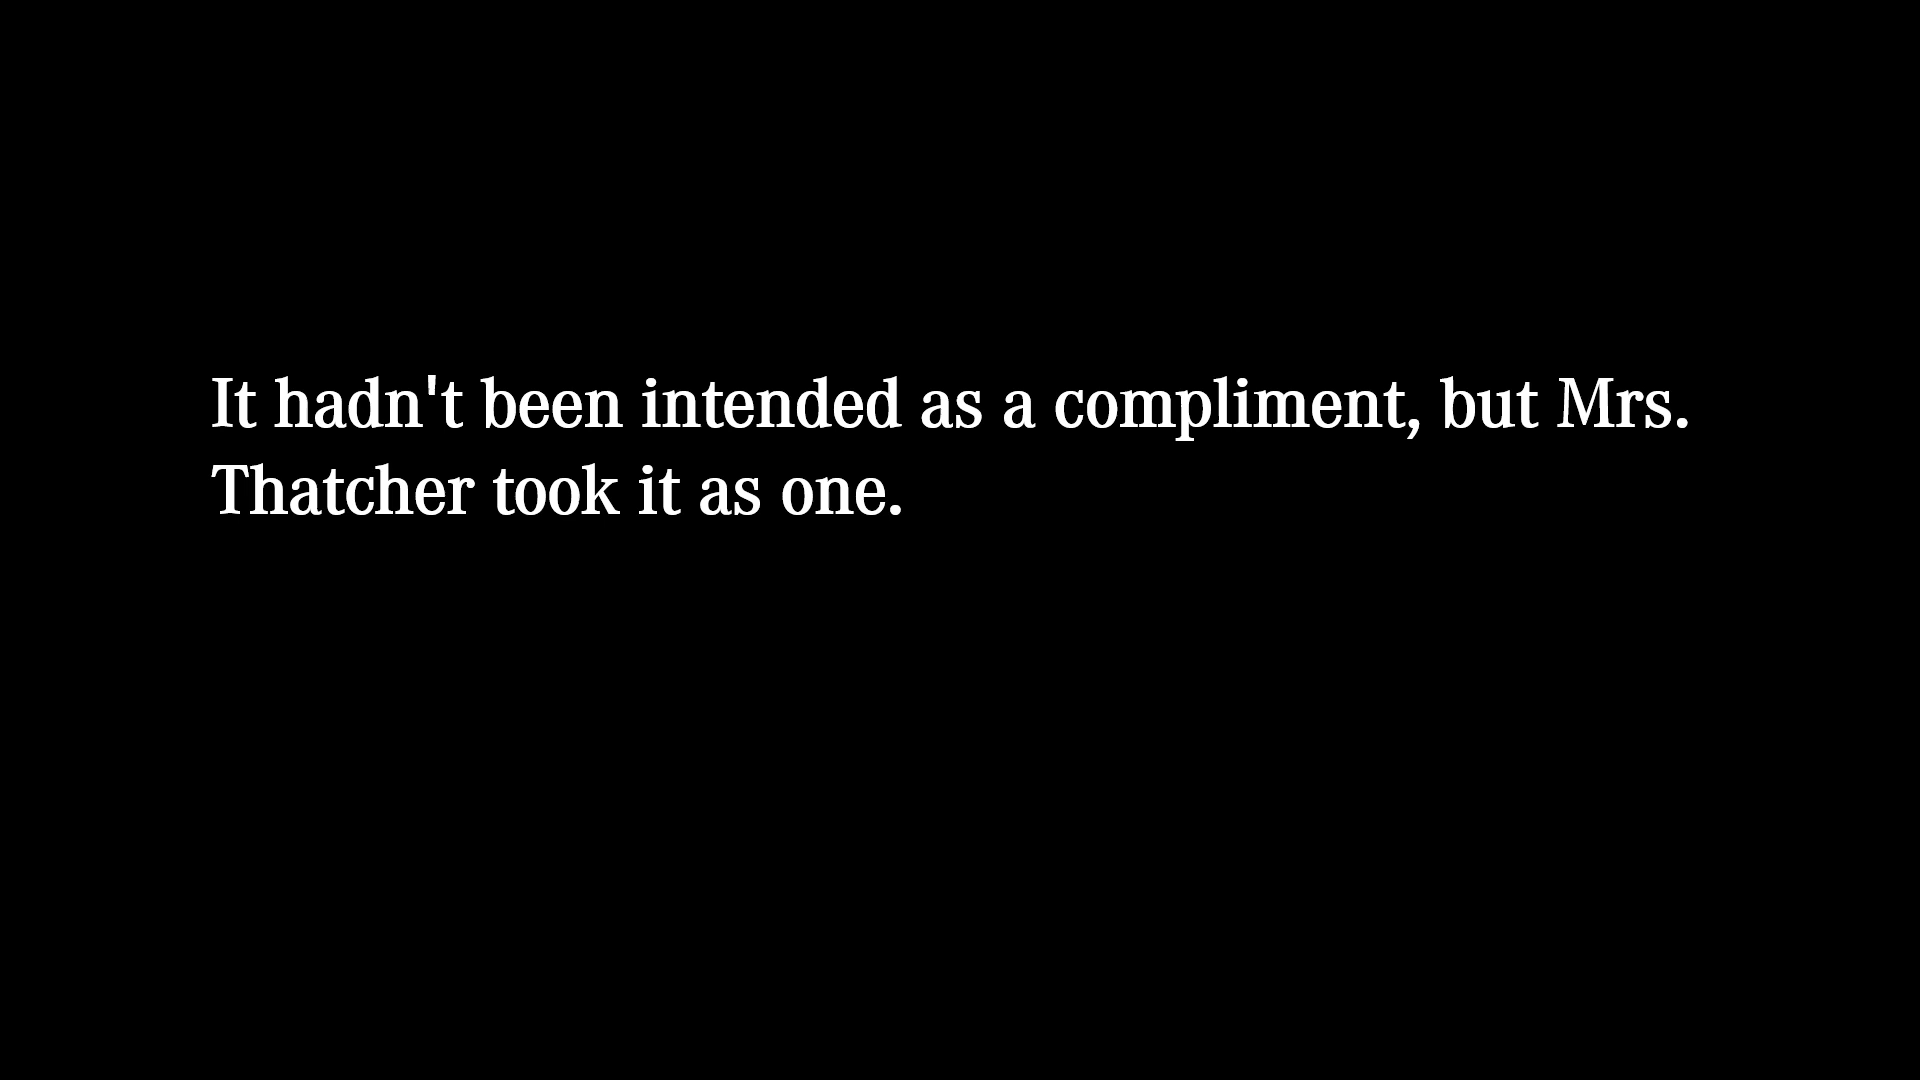 It hadn't been intended as a compliment, but Mrs.
Thatcher took it as one.